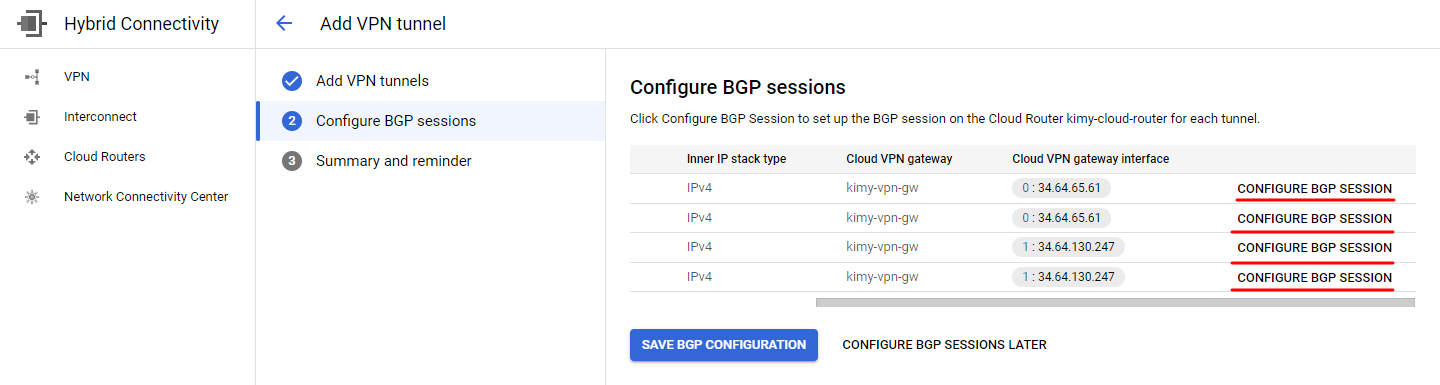 Hybrid Connectivity
Add VPN tunnel
VPN
Interconnect
Cloud Routers
Network Connectivity Center
Add VPN tunnels
2 Configure BGP sessions
3 Summary and reminder
Configure BGP sessions
Click Configure BGP Session to set up the BGP session on the Cloud Router kimy-cloud-router for each tunnel.
Inner IP stack type Cloud VPN gateway Cloud VPN gateway interface
IPv4 kimy-vpn-gw 0 : 34.64.65.61 CONFIGURE BGP SESSION
IPv4 kimy-vpn-gw 0 : 34.64.65.61 CONFIGURE BGP SESSION
IPv4 kimy-vpn-gw 1 : 34.64.130.247 CONFIGURE BGP SESSION
IPv4 kimy-vpn-gw 1 : 34.64.130.247 CONFIGURE BGP SESSION
SAVE BGP CONFIGURATION CONFIGURE BGP SESSIONS LATER